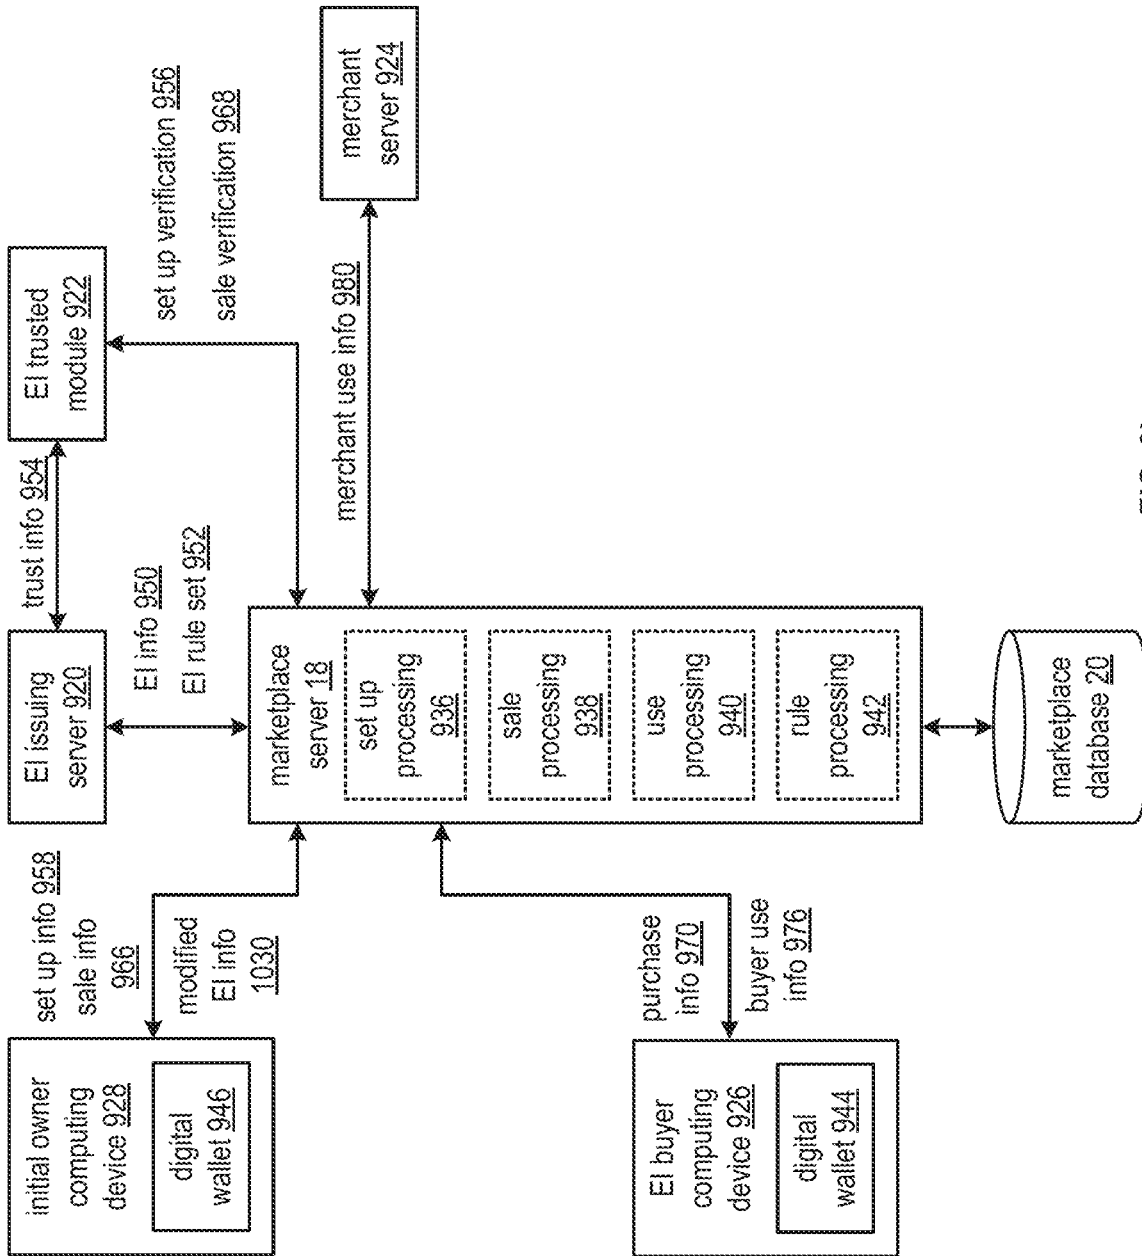 initial owner
computing
device 928
digital
wallet 946
set up info 958
sale info
966
modified
EI info
1030
EI issuing
server 920
trust info 954
EI trusted
module 922
EI info 950
EI rule set 952
set up verification 956
sale verification 968
marketplace
server 18
set up
processing
936
sale
processing
938
use
processing
940
rule
processing
942
merchant use info 980
merchant
server 924
EI buyer
computing
device 926
digital
wallet 944
purchase
info 970
buyer use
info 976
marketplace
database 20